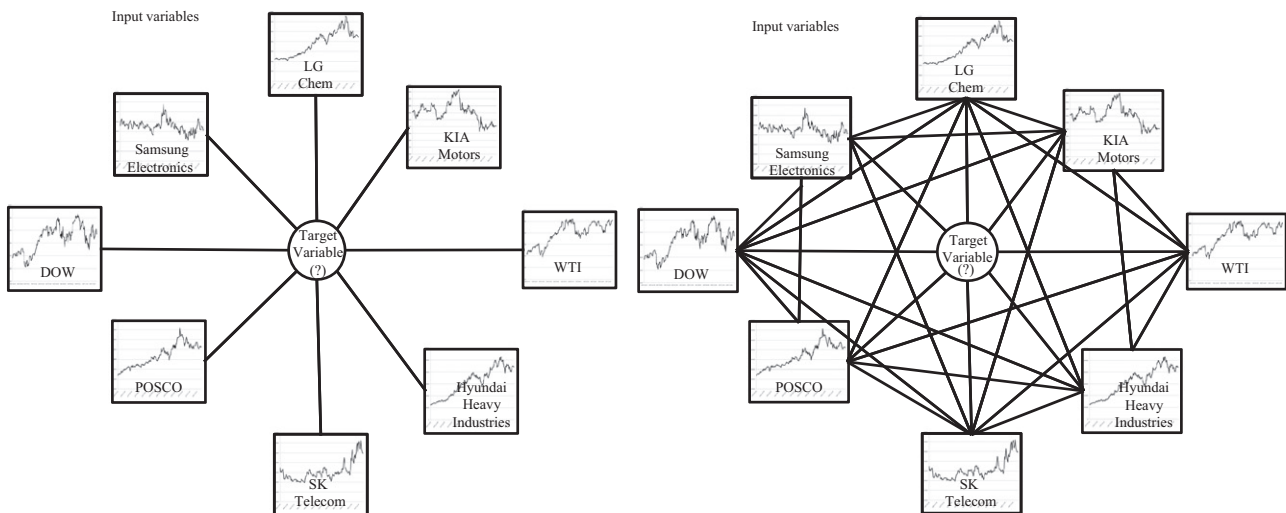 Input variables
LG
Chem
Samsung
Electronics
KIA
Motors
DOW
Target
Variable
(?)
WTI
POSCO
Hyundai
Heavy
Industries
SK
Telecom
Input variables
LG
Chem
Samsung
Electronics
KIA
Motors
DOW
Target
Variable
(?)
WTI
POSCO
Hyundai
Heavy
Industries
SK
Telecom